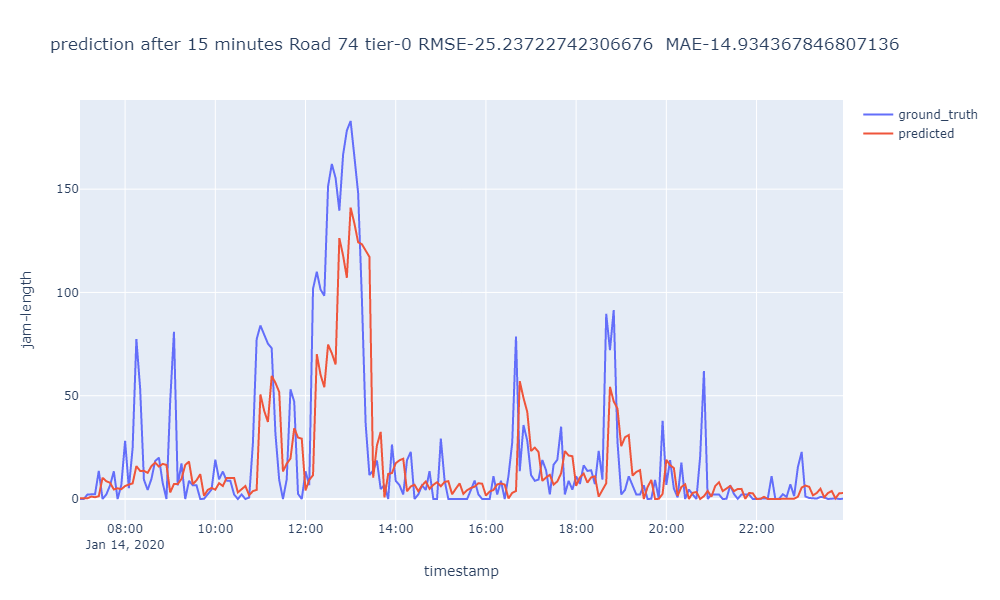 prediction after 15 minutes Road 74 tier-0 RMSE-25.23722742306676  MAE-14.934367846807136
ground_truth
predicted
150
100
50
0
jam-length
08:00 10:00 12:00 14:00 16:00 18:00 20:00 22:00
Jan 14, 2020
timestamp